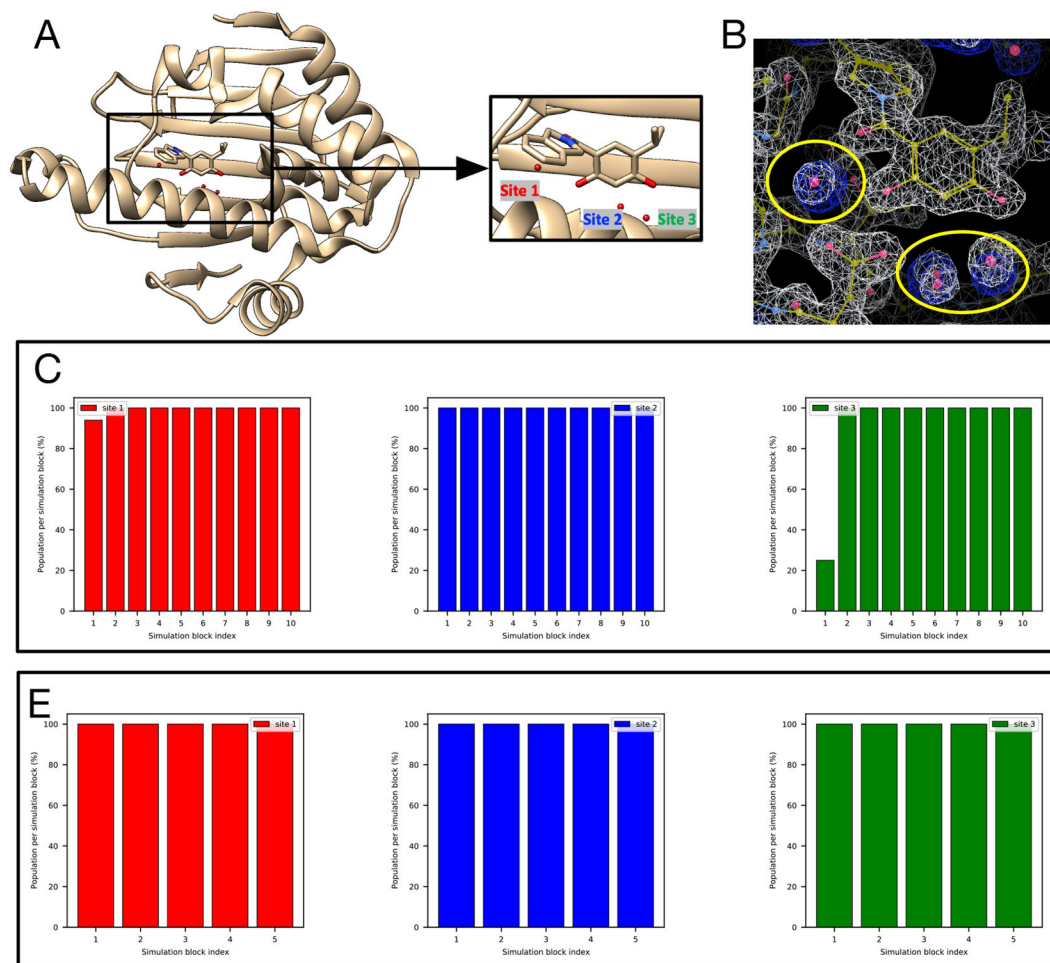 A
B
Site 1
Site 2
Site 3
Site 1
C
site 1
Population per simulation block (%)
100
80
60
40
20
0
1 2 3 4 5 6 7 8 9 10
Simulation block index
site 2
Population per simulation block (%)
100
80
60
40
20
0
1 2 3 4 5 6 7 8 9 10
Simulation block index
site 3
Population per simulation block (%)
100
80
60
40
20
0
1 2 3 4 5 6 7 8 9 10
Simulation block index
E
site 1
Population per simulation block (%)
100
80
60
40
20
0
1 2 3 4 5
Simulation block index
site 2
Population per simulation block (%)
100
80
60
40
20
0
1 2 3 4 5
Simulation block index
site 3
Population per simulation block (%)
100
80
60
40
20
0
1 2 3 4 5
Simulation block index